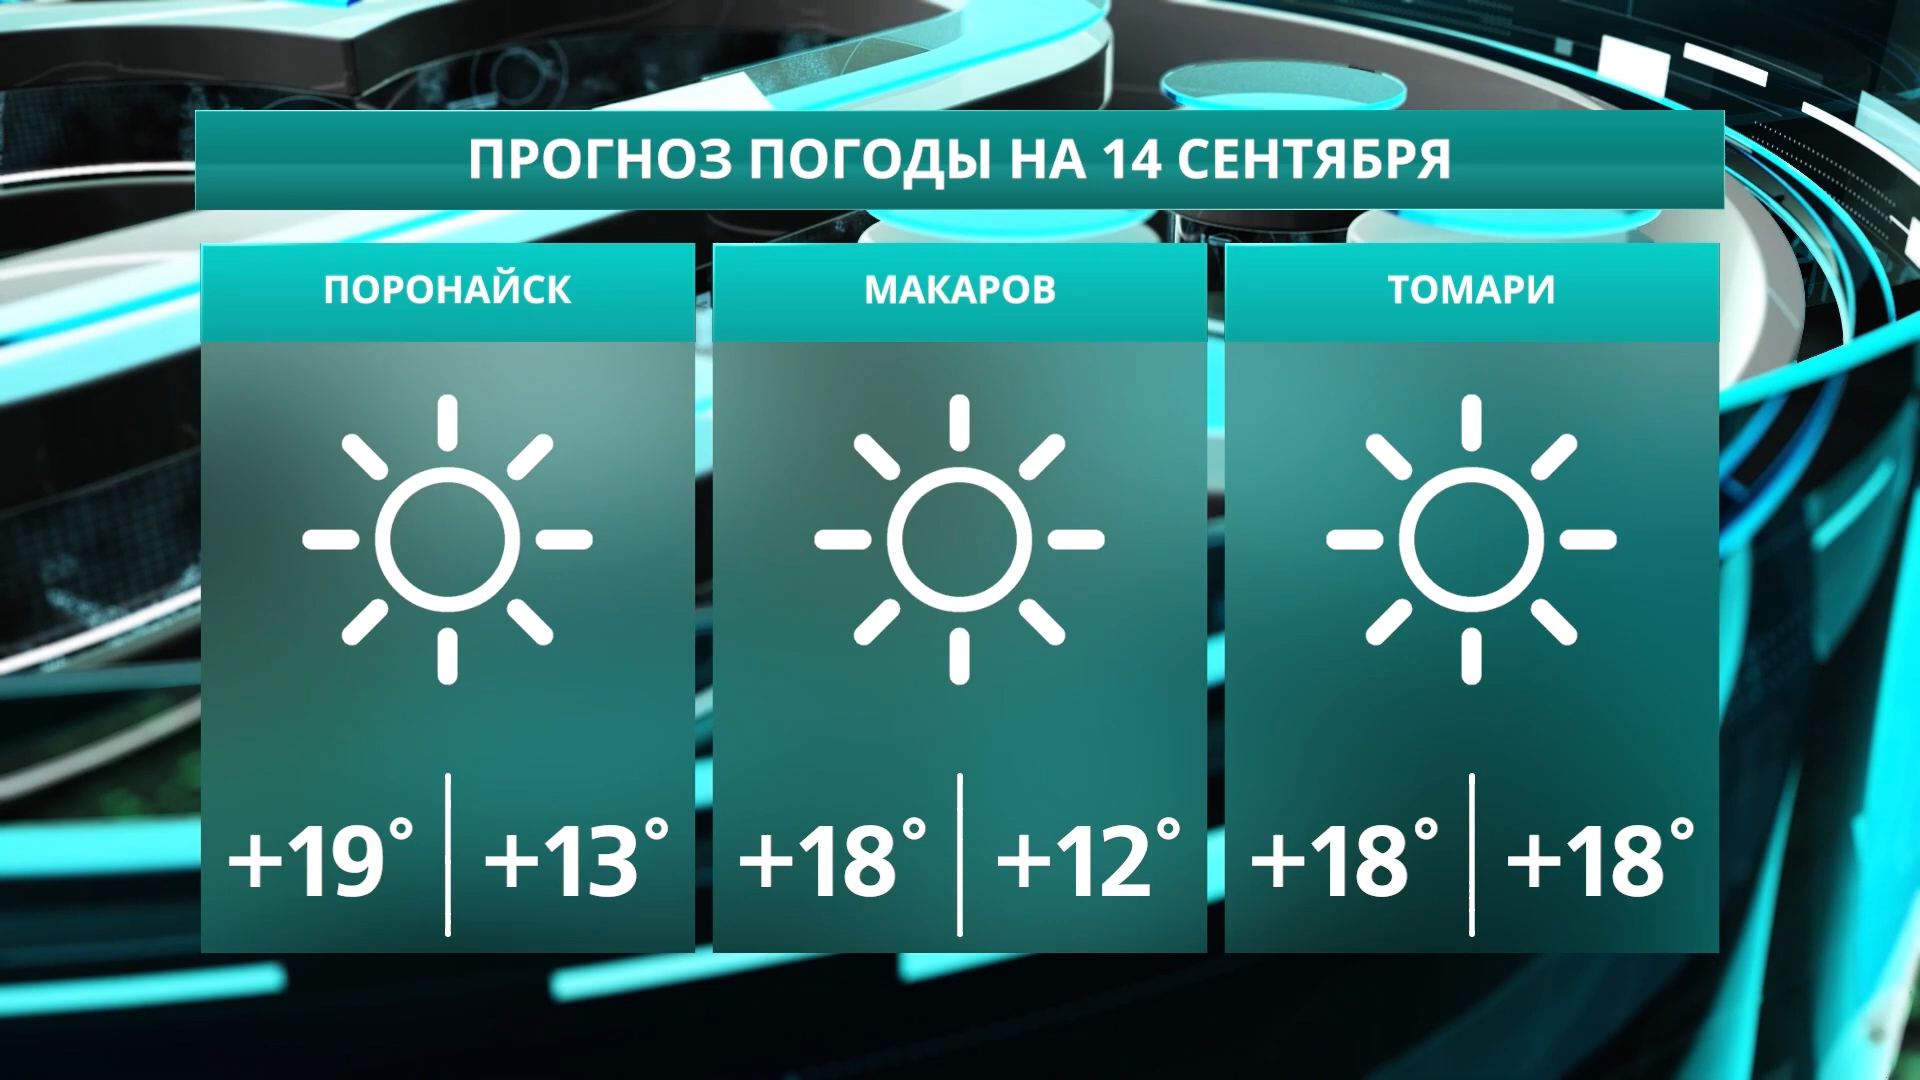 ПРОГНОЗ ПОГОДЫ НА 14 СЕНТЯБРЯ
ПОРОНАЙСК
МАКАРОВ
ТОМАРИ
+19° +13°
+18° +12°
+18° +18°